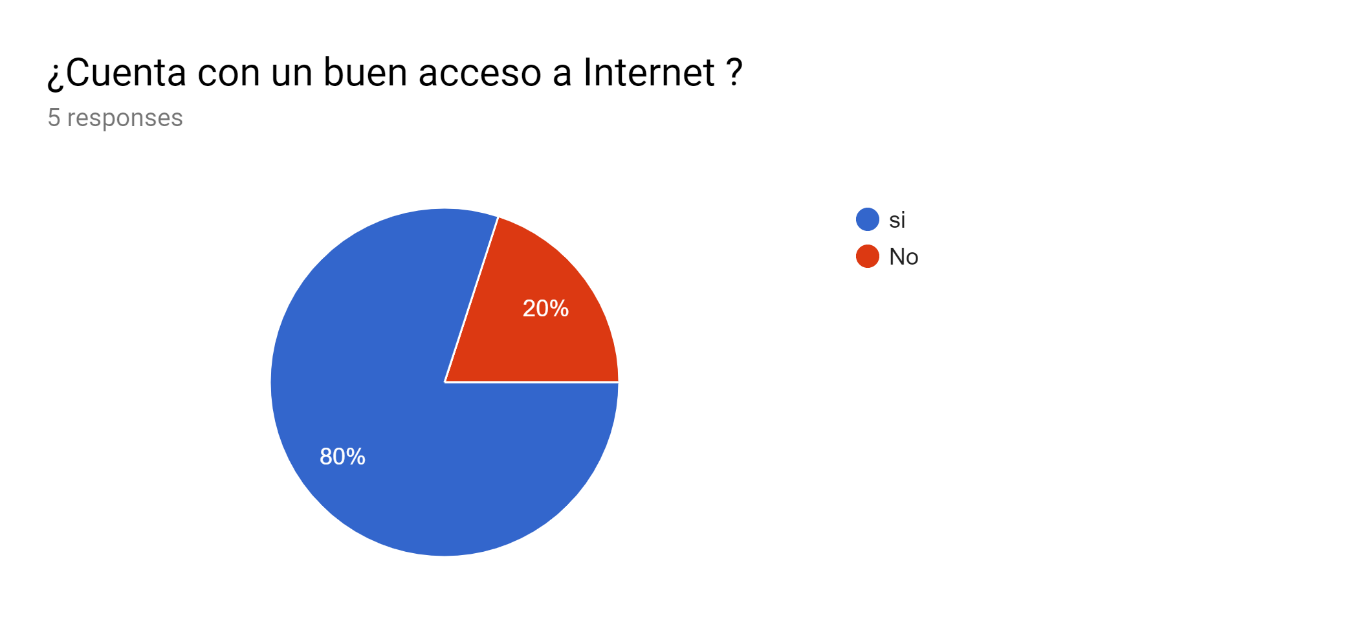 ¿Cuenta con un buen acceso a Internet ?
5 responses
si
No
20%
80%